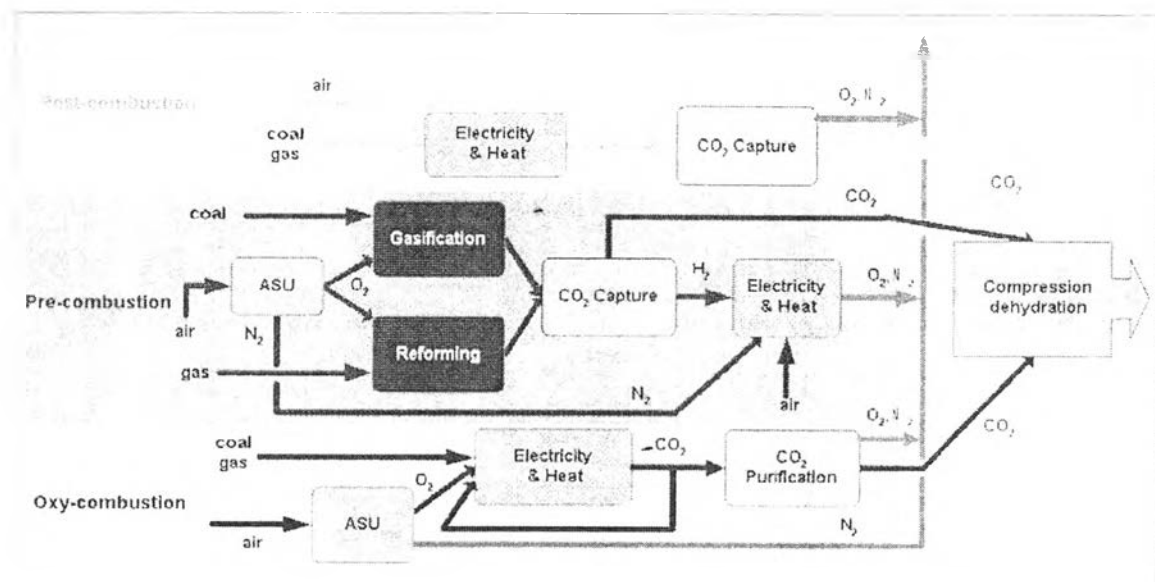 air
Post-combustion
O₂, N₂
coal
gas
Electricity
& Heat
CO₂ Capture
CO₂
CO₂
coal
Gasification
H₂
ASU
O₂
CO₂ Capture
Electricity
& Heat
O₂, N₂
Compression
dehydration
Pre-combustion
air
N₂
Reforming
gas
N₂
air
O₂, N₂
coal
gas
Electricity
& Heat
CO₂
CO₂
Purification
CO₂
O₂
Oxy-combustion
ASU
air
N₂